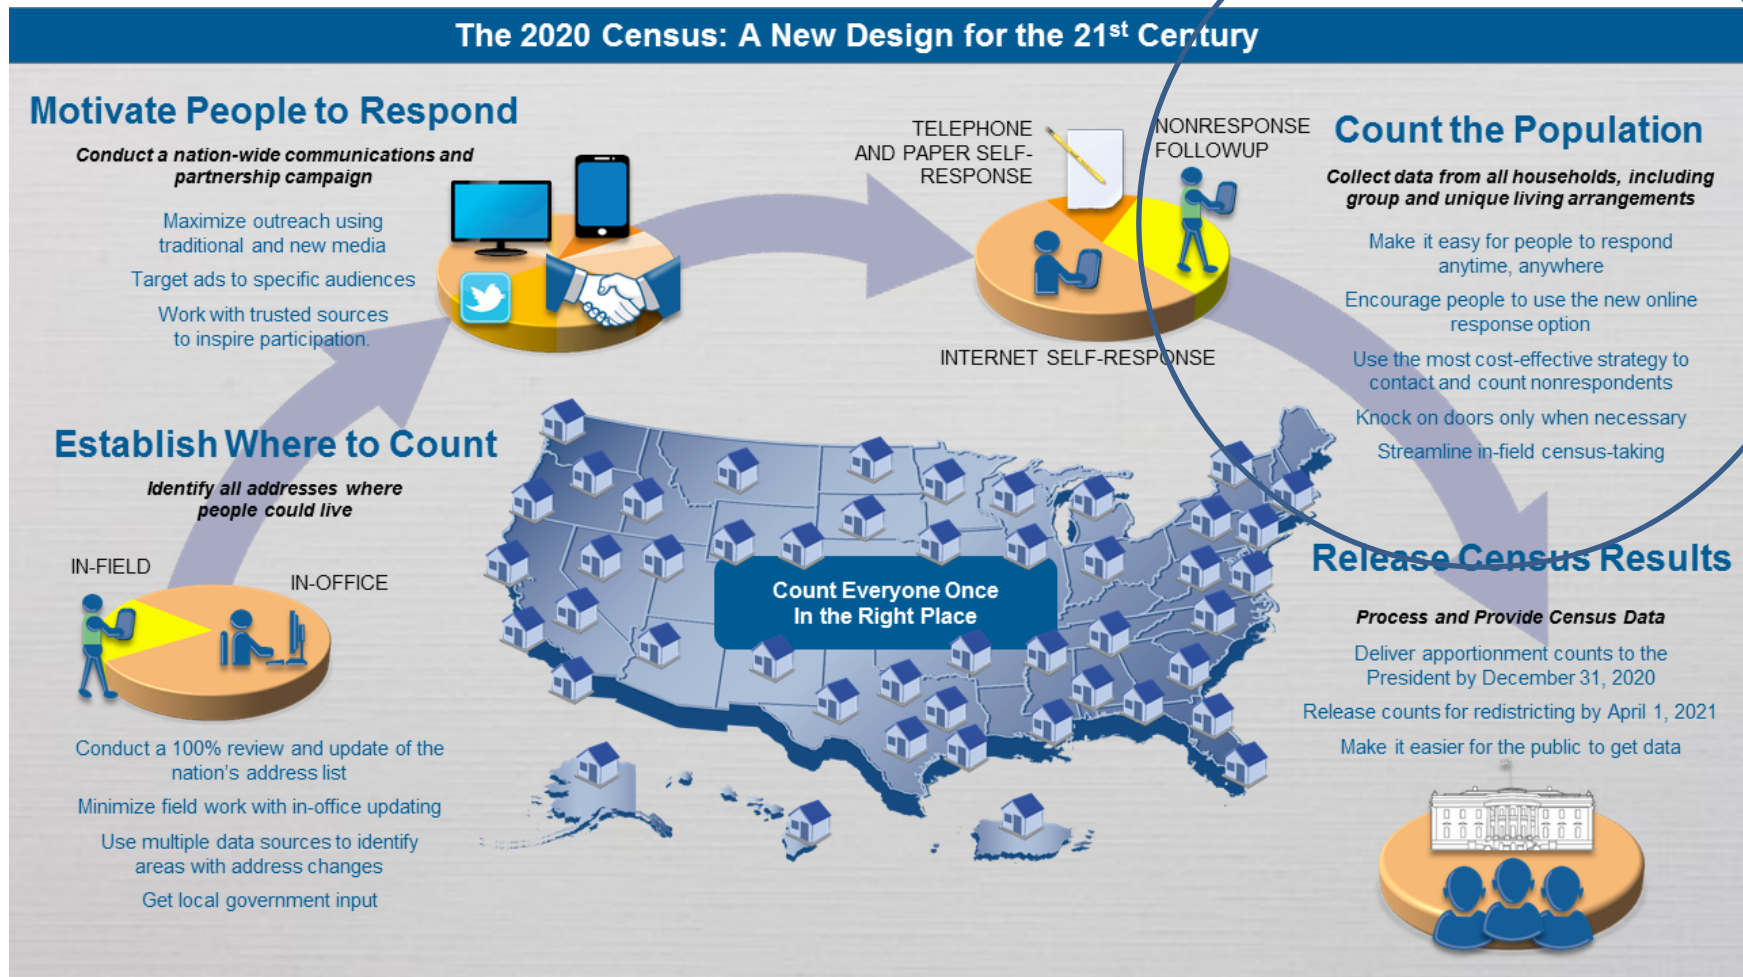 The 2020 Census: A New Design for the 21st Century
Motivate People to Respond
Conduct a nation-wide communications and
partnership campaign
Maximize outreach using
traditional and new media
Target ads to specific audiences
Work with trusted sources
to inspire participation.
TELEPHONE
AND PAPER SELF-
RESPONSE
NONRESPONSE
FOLLOWUP
INTERNET SELF-RESPONSE
Count the Population
Collect data from all households, including
group and unique living arrangements
Make it easy for people to respond
anytime, anywhere
Encourage people to use the new online
response option
Use the most cost-effective strategy to
contact and count nonrespondents
Knock on doors only when necessary
Streamline in-field census-taking
Establish Where to Count
Identify all addresses where
people could live
IN-FIELD
IN-OFFICE
Conduct a 100% review and update of the
nation's address list
Minimize field work with in-office updating
Use multiple data sources to identify
areas with address changes
Get local government input
Count Everyone Once
In the Right Place
Release Census Results
Process and Provide Census Data
Deliver apportionment counts to the
President by December 31, 2020
Release counts for redistricting by April 1, 2021
Make it easier for the public to get data